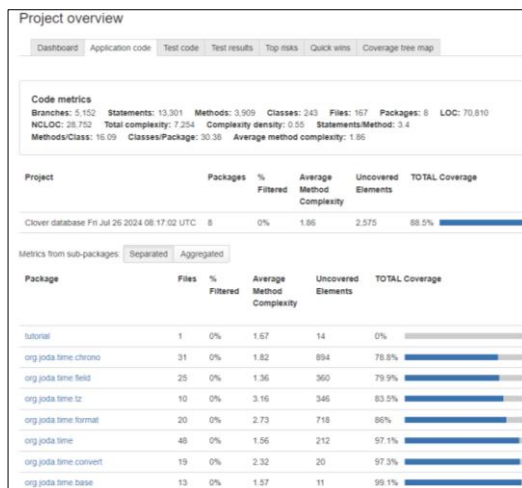 Project overview
Dashboard Application code Test code Test results Top risks Quick wins Coverage tree map
Code metrics
Branches: 5,152 Statements: 13,301 Methods: 3,909 Classes: 243 Files: 167 Packages: 8 LOC: 70,810
NCLOC: 28,752 Total complexity: 7,254 Complexity density: 0.55 Statements/Method: 3.4
Methods/Class: 16.09 Classes/Package: 30.38 Average method complexity: 1.86
Project Packages % Filtered Average Method Complexity Uncovered Elements TOTAL Coverage
Clover database Fri Jul 26 2024 08:17:02 UTC 8 0% 1.86 2,575 88.5%
Metrics from sub-packages: Separated Aggregated
Package Files % Filtered Average Method Complexity Uncovered Elements TOTAL Coverage
tutorial 1 0% 1.67 14 0%
org.joda.time.chrono 31 0% 1.82 894 78.8%
org.joda.time.field 25 0% 1.36 360 79.9%
org.joda.time.tz 10 0% 3.16 346 83.5%
org.joda.time.format 20 0% 2.73 718 86%
org.joda.time 48 0% 1.56 212 97.1%
org.joda.time.convert 19 0% 2.32 20 97.3%
org.joda.time.base 13 0% 1.57 11 99.1%